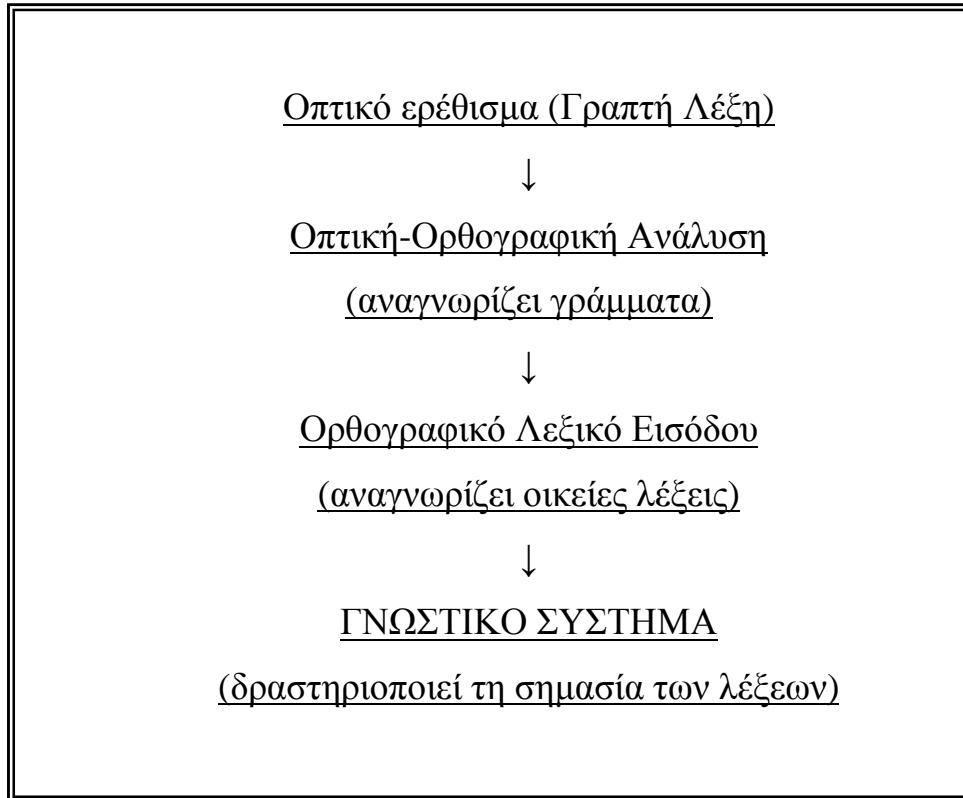 Οπτικό ερέθισμα (Γραπτή Λέξη)
↓
Οπτική-Ορθογραφική Ανάλυση
(αναγνωρίζει γράμματα)
↓
Ορθογραφικό Λεξικό Εισόδου
(αναγνωρίζει οικείες λέξεις)
↓
ΓΝΩΣΤΙΚΟ ΣΥΣΤΗΜΑ
(δραστηριοποιεί τη σημασία των λέξεων)